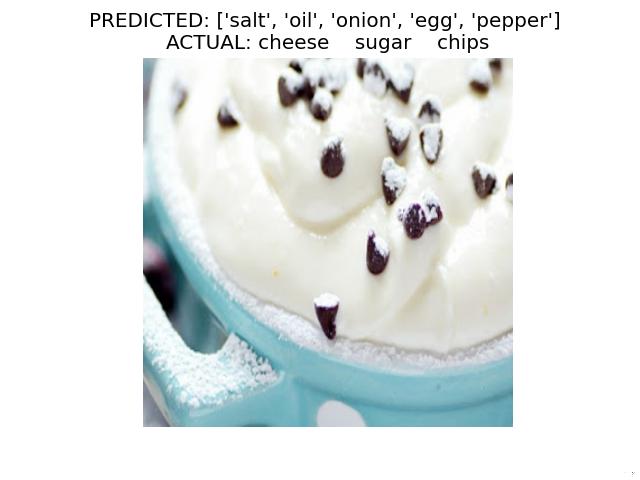 PREDICTED: ['salt', 'oil', 'onion', 'egg', 'pepper']
ACTUAL: cheese    sugar    chips